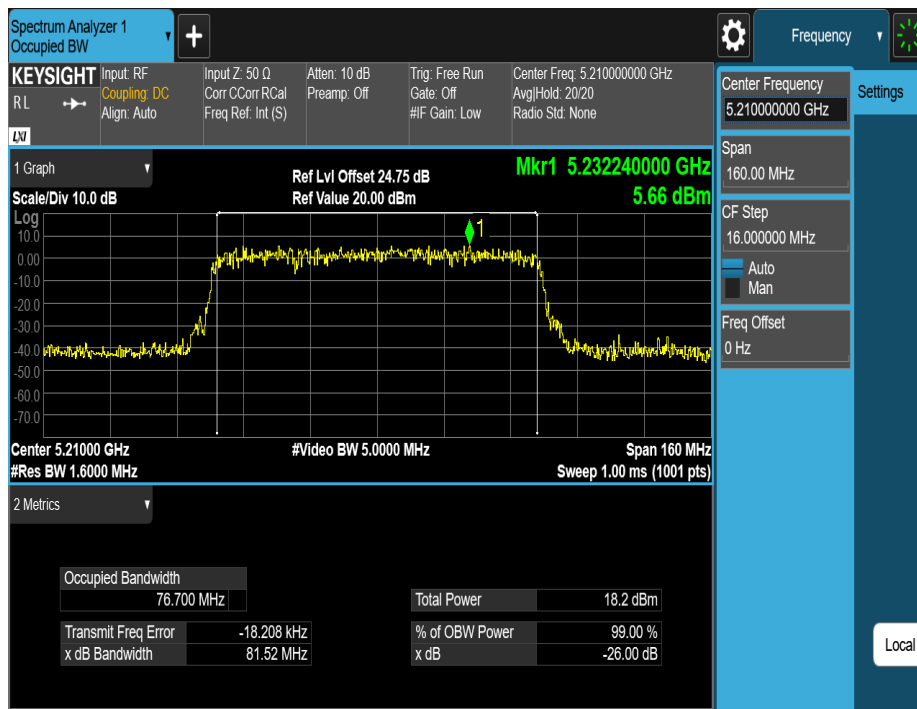 Spectrum Analyzer 1
Occupied BW
+
Frequency
KEYSIGHT
RL
LXI
Input: RF
Coupling: DC
Align: Auto
Input Z: 50 Ω
Corr CCorr RCal
Freq Ref: Int (S)
Atten: 10 dB
Preamp: Off
Trig: Free Run
Gate: Off
#IF Gain: Low
Center Freq: 5.210000000 GHz
Avg|Hold: 20/20
Radio Std: None
1 Graph
Scale/Div 10.0 dB
Ref Lvl Offset 24.75 dB
Ref Value 20.00 dBm
Mkr1 5.232240000 GHz
5.66 dBm
Log
10.0
0.00
-10.0
-20.0
-30.0
-40.0
-50.0
-60.0
-70.0
1
Center 5.21000 GHz
#Video BW 5.0000 MHz
Span 160 MHz
#Res BW 1.6000 MHz
Sweep 1.00 ms (1001 pts)
2 Metrics
Occupied Bandwidth
76.700 MHz
Total Power 18.2 dBm
Transmit Freq Error -18.208 kHz
% of OBW Power 99.00 %
x dB Bandwidth 81.52 MHz
x dB -26.00 dB
Center Frequency
5.210000000 GHz
Settings
Span
160.00 MHz
CF Step
16.000000 MHz
Auto
Man
Freq Offset
0 Hz
Local